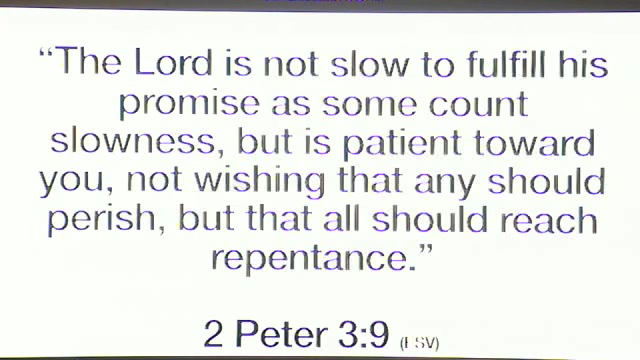 “The Lord is not slow to fulfill his
promise as some count
slowness, but is patient toward
you, not wishing that any should
perish, but that all should reach
repentance.”
2 Peter 3:9 (ESV)